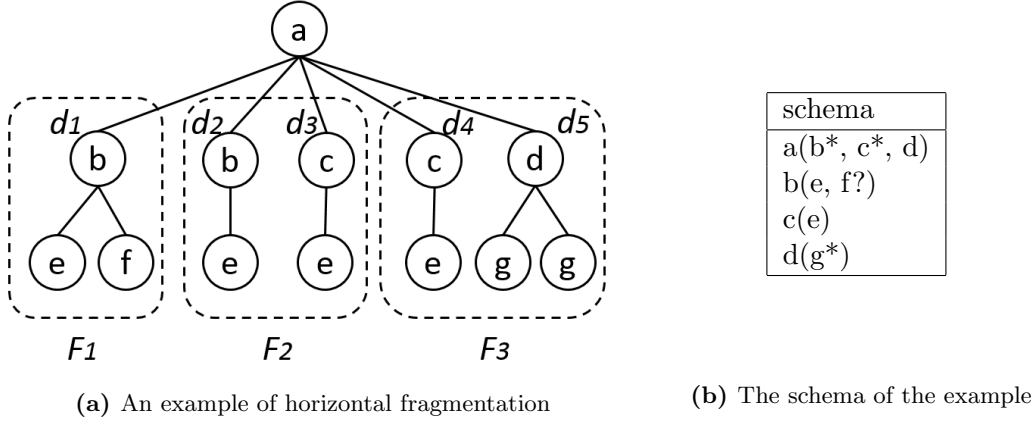 a
d1 d2 d3 d4 d5
b b c c d
e f e e e g g
F1 F2 F3
(a) An example of horizontal fragmentation
schema
a(b*, c*, d)
b(e, f?)
c(e)
d(g*)
(b) The schema of the example